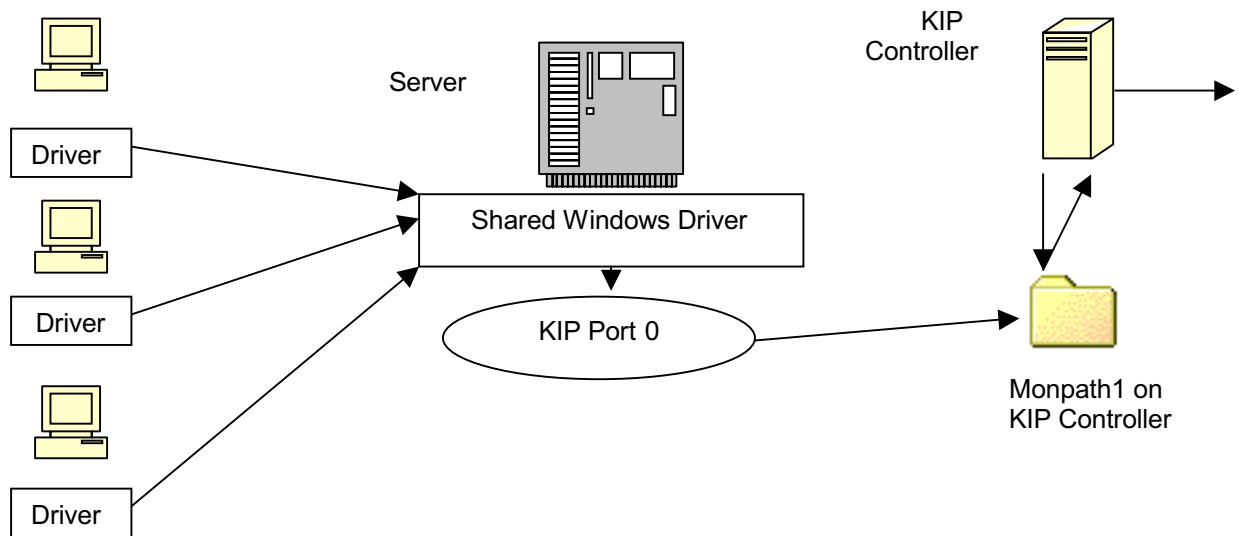 KIP
Controller
Server
Driver
Shared Windows Driver
Driver
KIP Port 0
Monpath1 on
KIP Controller
Driver